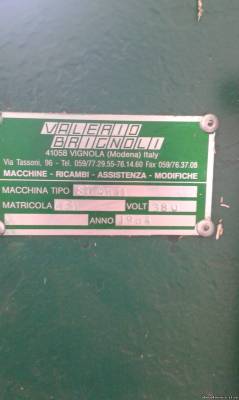 VALERIO
BRIGNOLI
41058 VIGNOLA (Modena) Italy
Via Tassoni, 96 - Tel. 059/77.29.55-76.14.60 Fax 059/76.37.08
MACCHINE - RICAMBI - ASSISTENZA - MODIFICHE
MACCHINA TIPO
MATRICOLA VOLT 380
ANNO